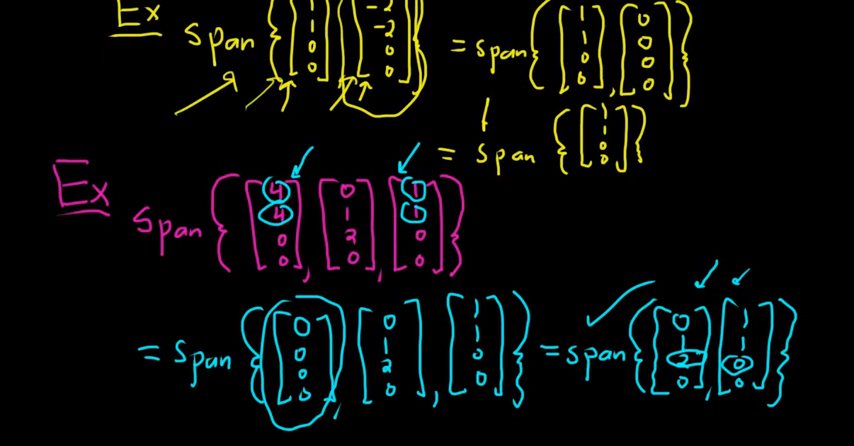 Ex span { [1 1 0 0] [-2 -2 0 0] } = span { [1 1 0 0], [0 0 0 0] }
= span { [1 1 0 0] }
Ex span { [4 4 0 0], [0 1 2 0], [1 1 0 0] }
= span { [0 0 0 0], [0 1 2 0], [1 1 0 0] } = span { [0 1 2 0], [1 1 0 0] }